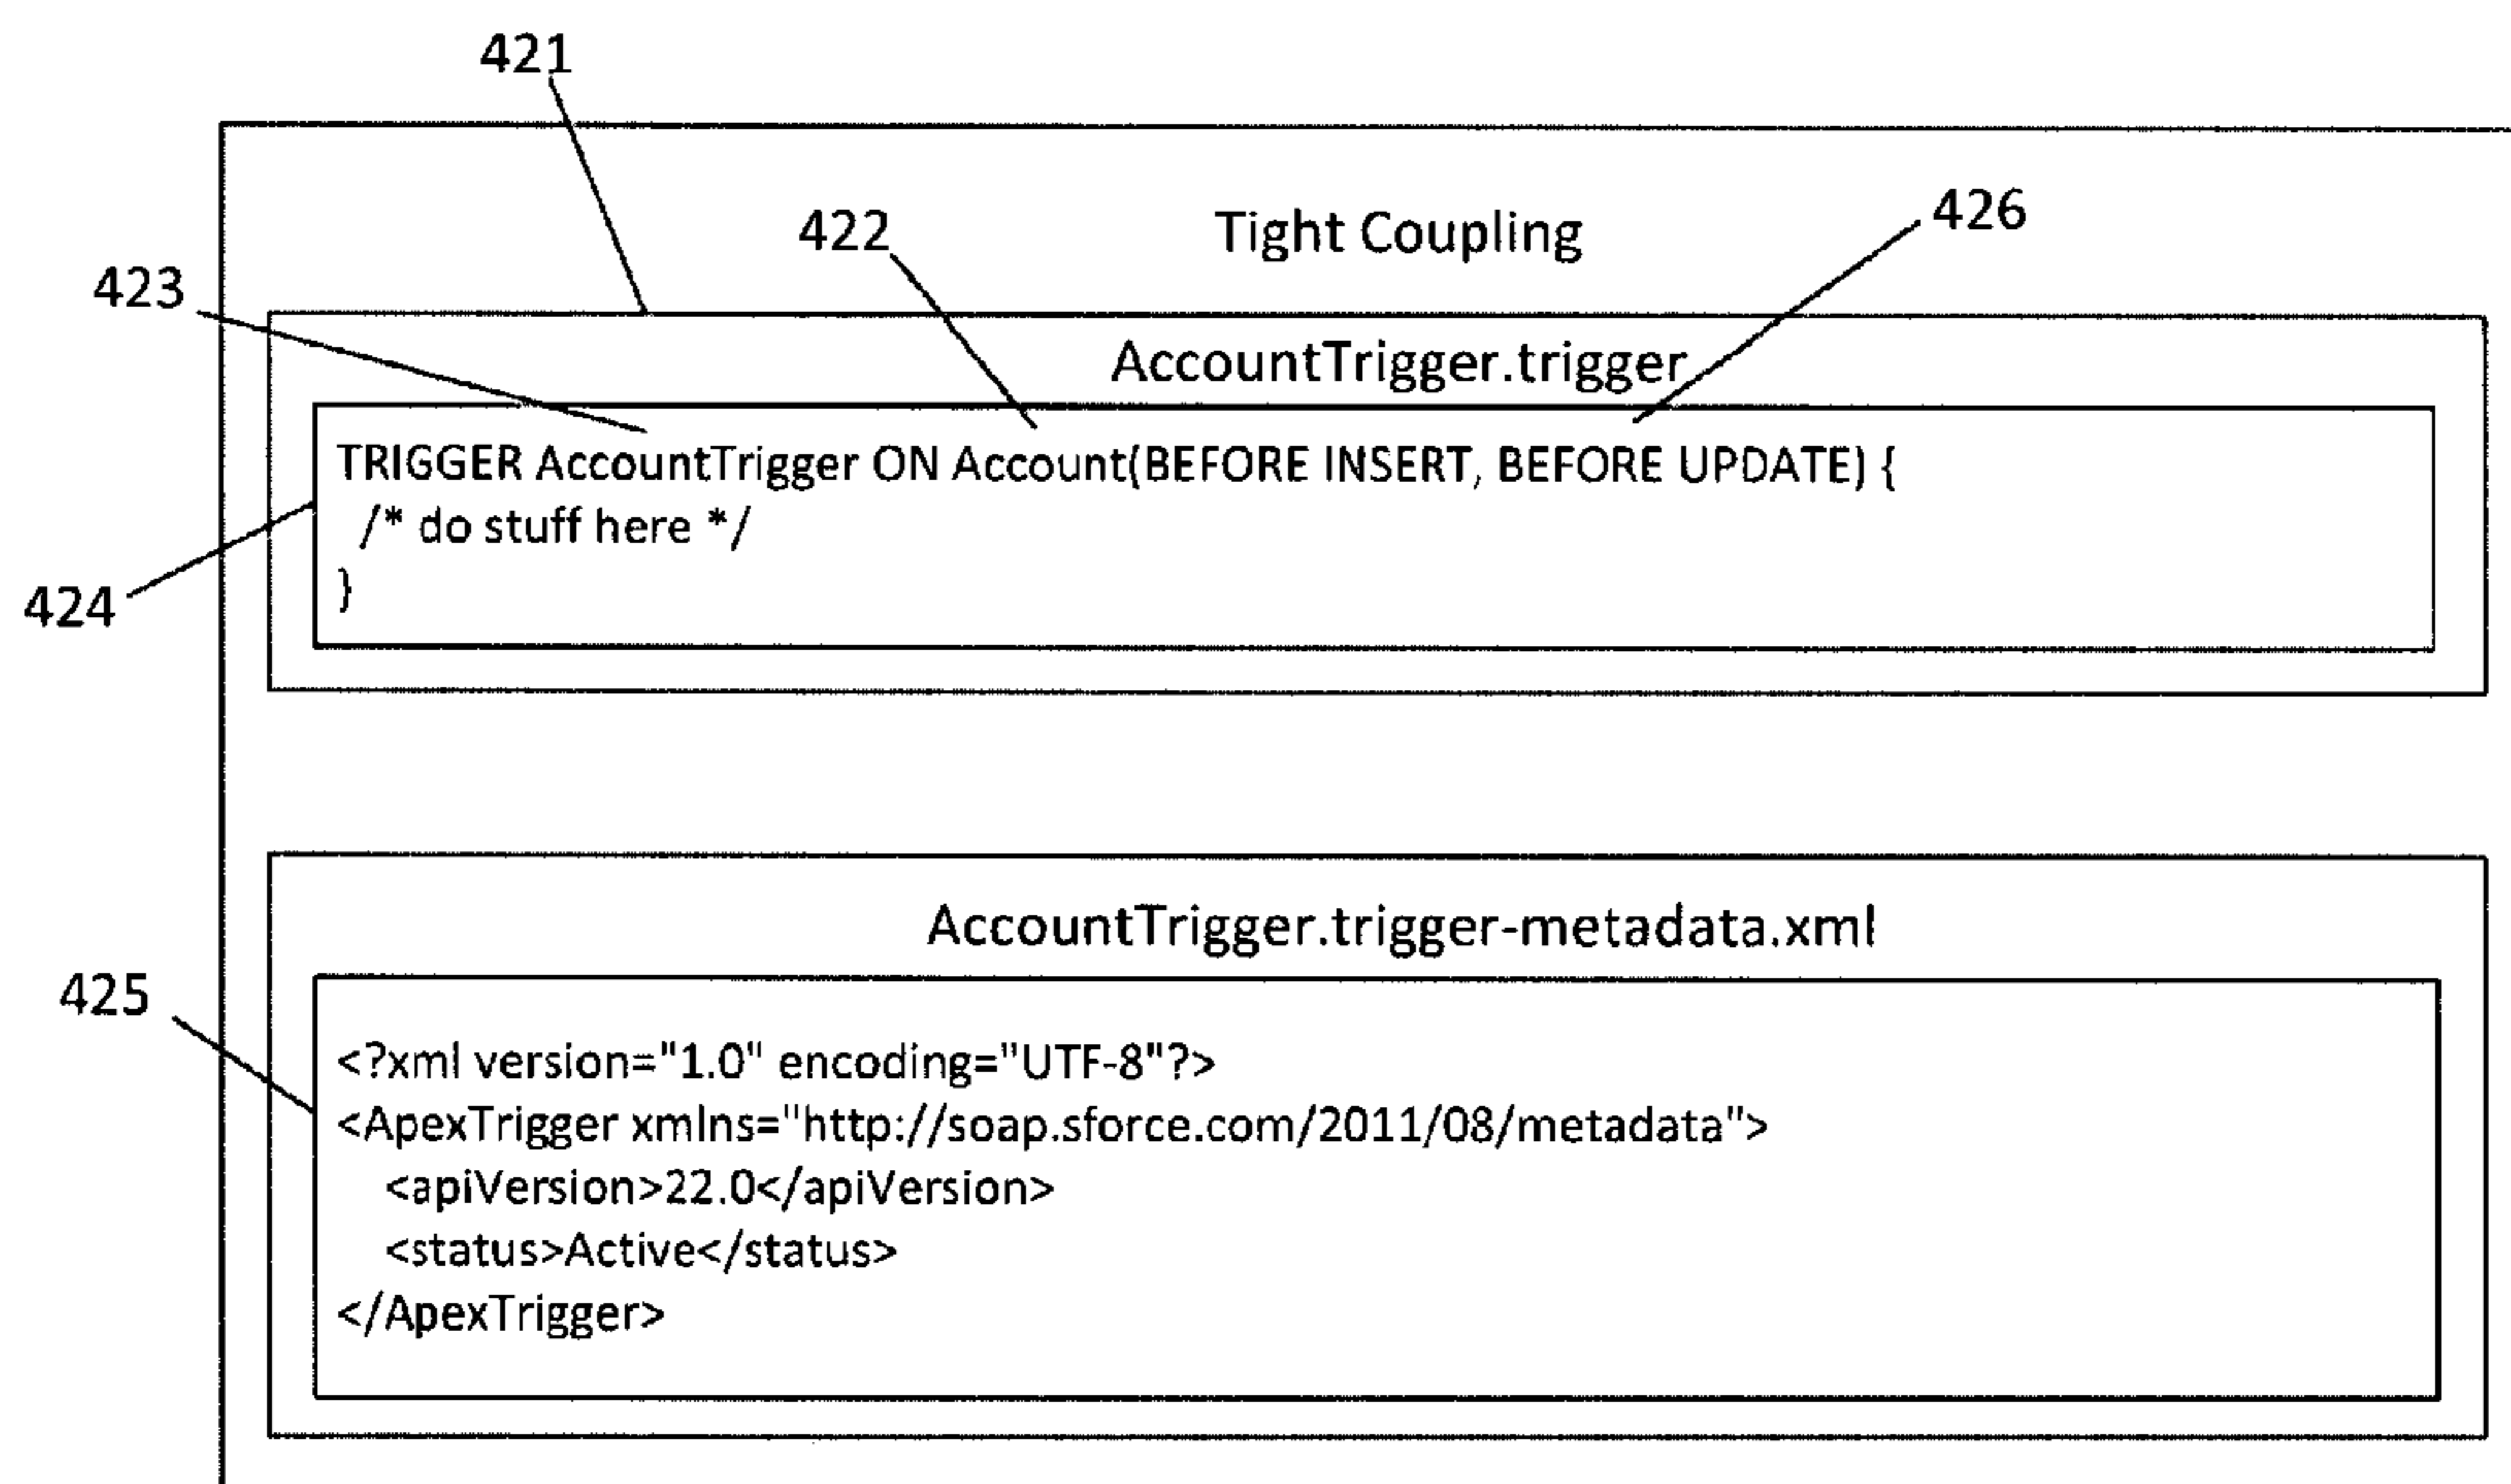 421
Tight Coupling
422
426
423
AccountTrigger.trigger
TRIGGER AccountTrigger ON Account(BEFORE INSERT, BEFORE UPDATE) {
/* do stuff here */
}
424
AccountTrigger.trigger-metadata.xml
425
<?xml version="1.0" encoding="UTF-8"?>
<ApexTrigger xmlns="http://soap.sforce.com/2011/08/metadata">
<apiVersion>22.0</apiVersion>
<status>Active</status>
</ApexTrigger>